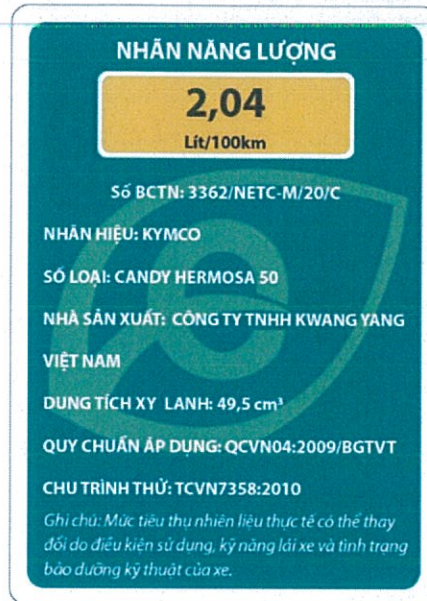 NHÃN NĂNG LƯỢNG
2,04
Lít/100km
Số BCTN: 3362/NETC-M/20/C
NHÃN HIỆU: KYMCO
SỐ LOẠI: CANDY HERMOSA 50
NHÀ SẢN XUẤT: CÔNG TY TNHH KWANG YANG
VIỆT NAM
DUNG TÍCH XY LANH: 49,5 cm³
QUY CHUẨN ÁP DỤNG: QCVN04:2009/BGTVT
CHU TRÌNH THỬ: TCVN7358:2010
Ghi chú: Mức tiêu thụ nhiên liệu thực tế có thể thay
đổi do điều kiện sử dụng, kỹ năng lái xe và tình trạng
bảo dưỡng kỹ thuật của xe.